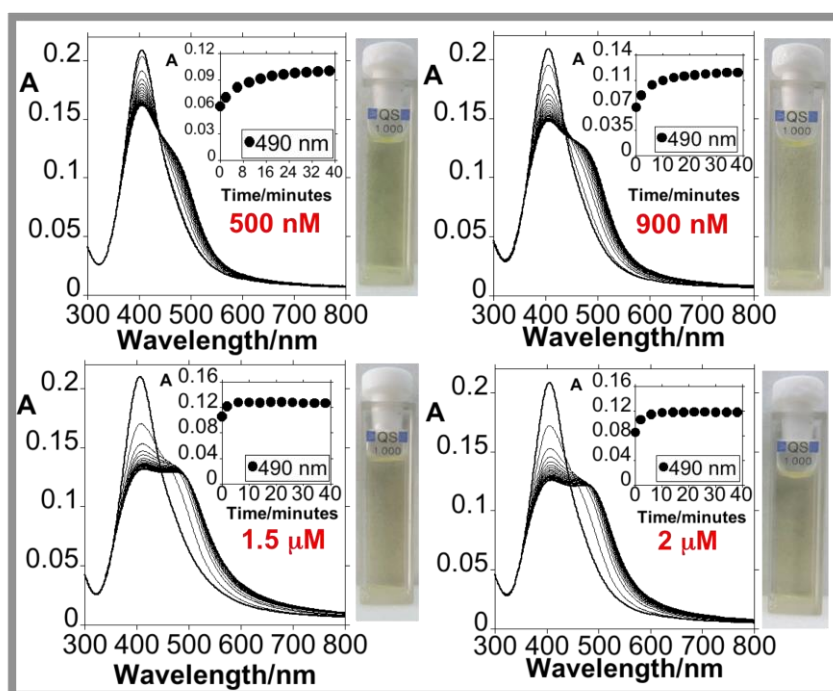 A
0.2
0.15
0.1
0.05
0
300 400 500 600 700 800
Wavelength/nm
A
0.12
0.09
0.06
0.03
0
0 8 16 24 32 40
490 nm
Time/minutes
500 nM
QS
1.000
A
0.2
0.15
0.1
0.05
0
300 400 500 600 700 800
Wavelength/nm
A
0.14
0.11
0.07
0.035
0
0 10 20 30 40
490 nm
Time/minutes
900 nM
QS
1.000
A
0.2
0.15
0.1
0.05
0
300 400 500 600 700 800
Wavelength/nm
A
0.16
0.12
0.08
0.04
0
0 10 20 30 40
490 nm
Time/minutes
1.5 μM
QS
1.000
A
0.2
0.15
0.1
0.05
0
300 400 500 600 700 800
Wavelength/nm
A
0.16
0.12
0.08
0.04
0
0 10 20 30 40
490 nm
Time/minutes
2 μM
QS
1.000